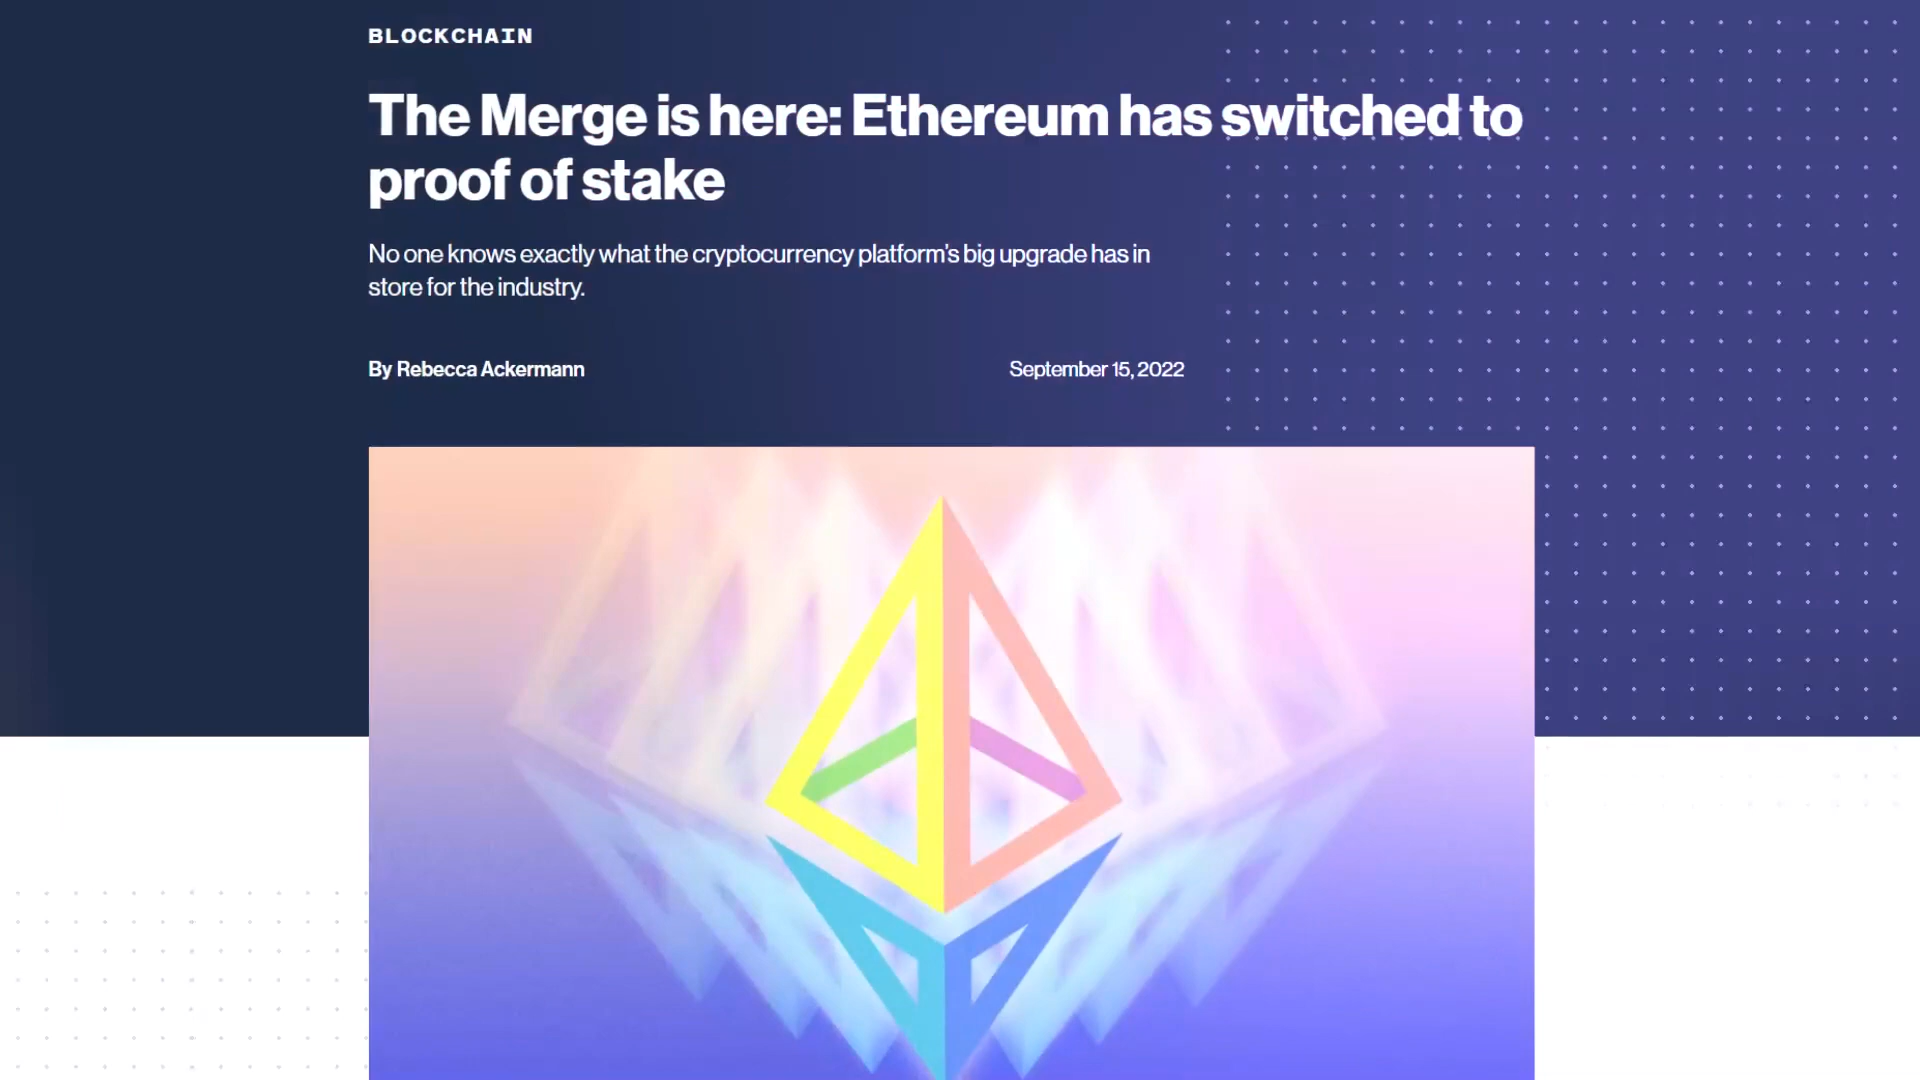 BLOCKCHAIN
The Merge is here: Ethereum has switched to
proof of stake
No one knows exactly what the cryptocurrency platform's big upgrade has in
store for the industry.
By Rebecca Ackermann
September 15, 2022